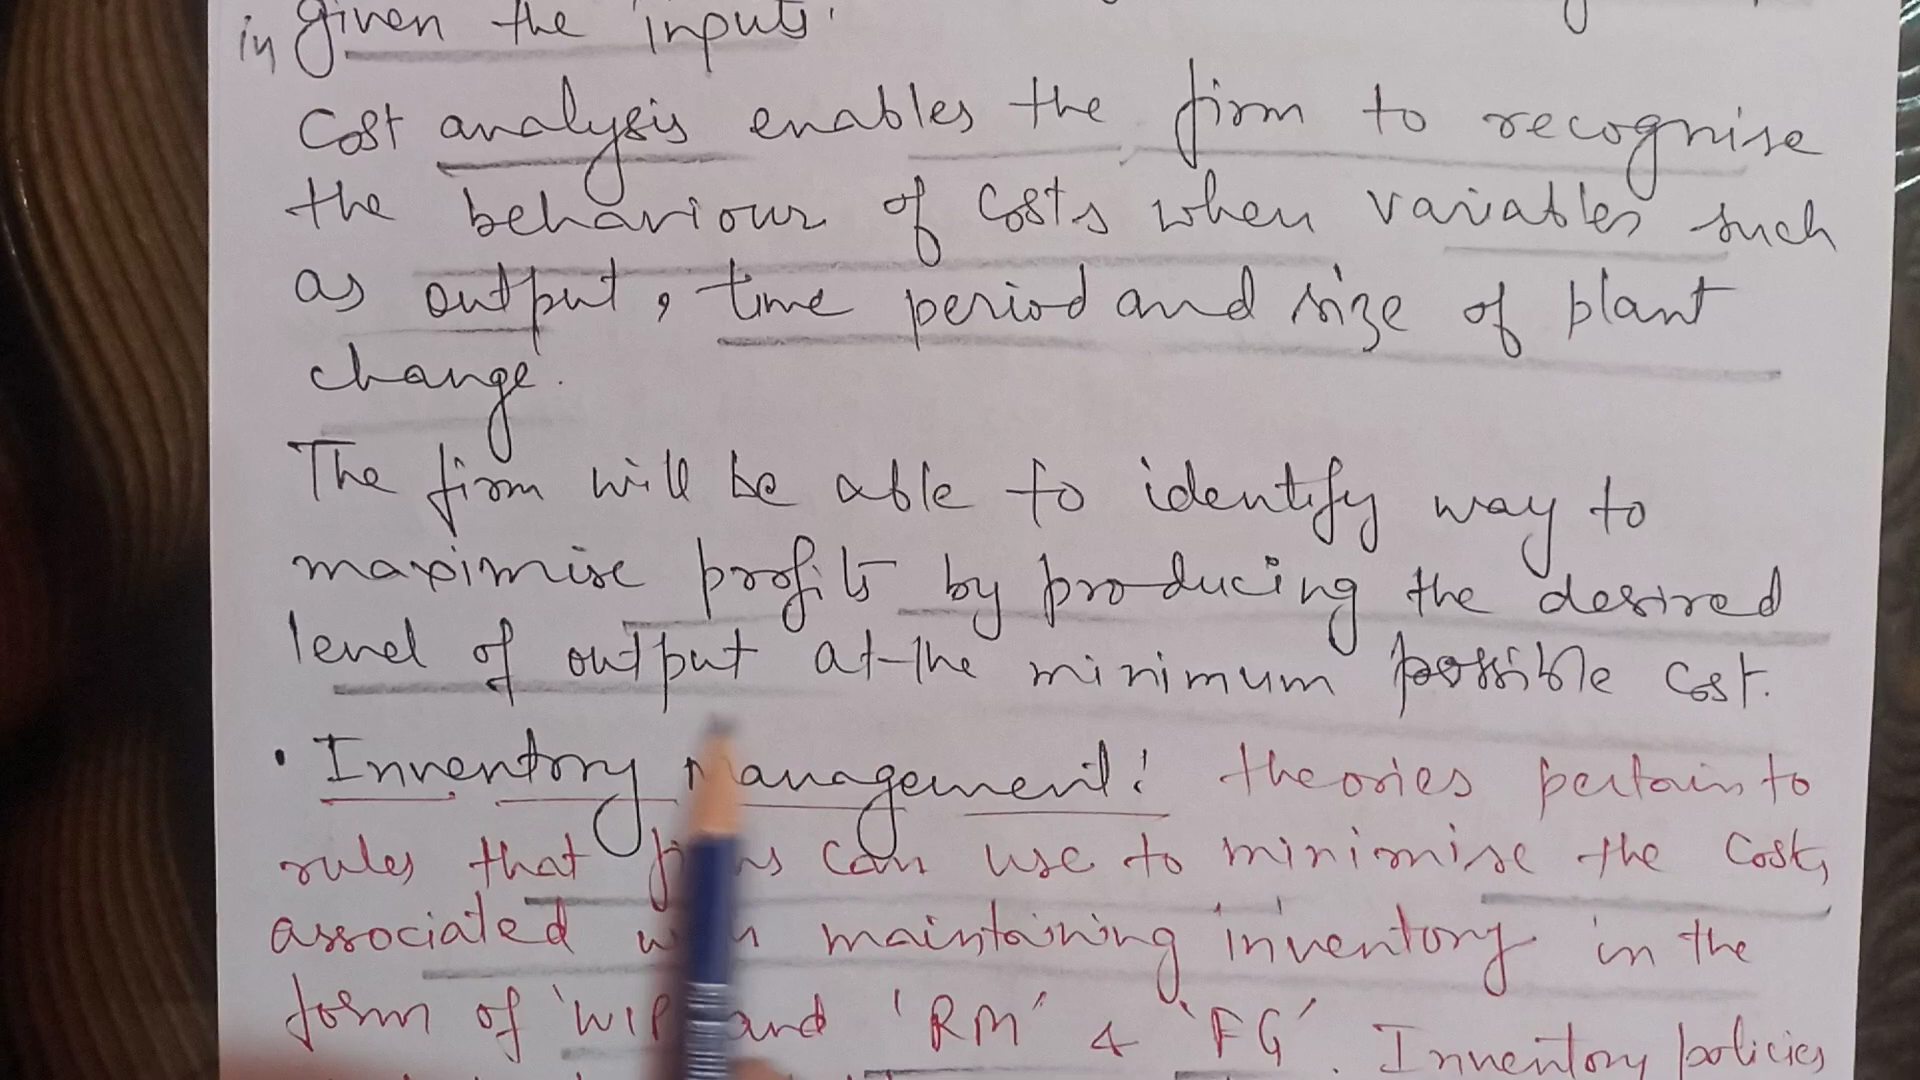 in given the inputs.
Cost analysis enables the firm to recognise
the behaviour of costs when variables such
as output, time period and size of plant
change.
The firm will be able to identify way to
maximise profits by producing the desired
level of output at the minimum possible cost.
• Inventory management: theories pertain to
rules that can use to minimise the costs
associated maintaining inventory in the
form of 'WIP and 'RM' & 'FG'. Inventory policies